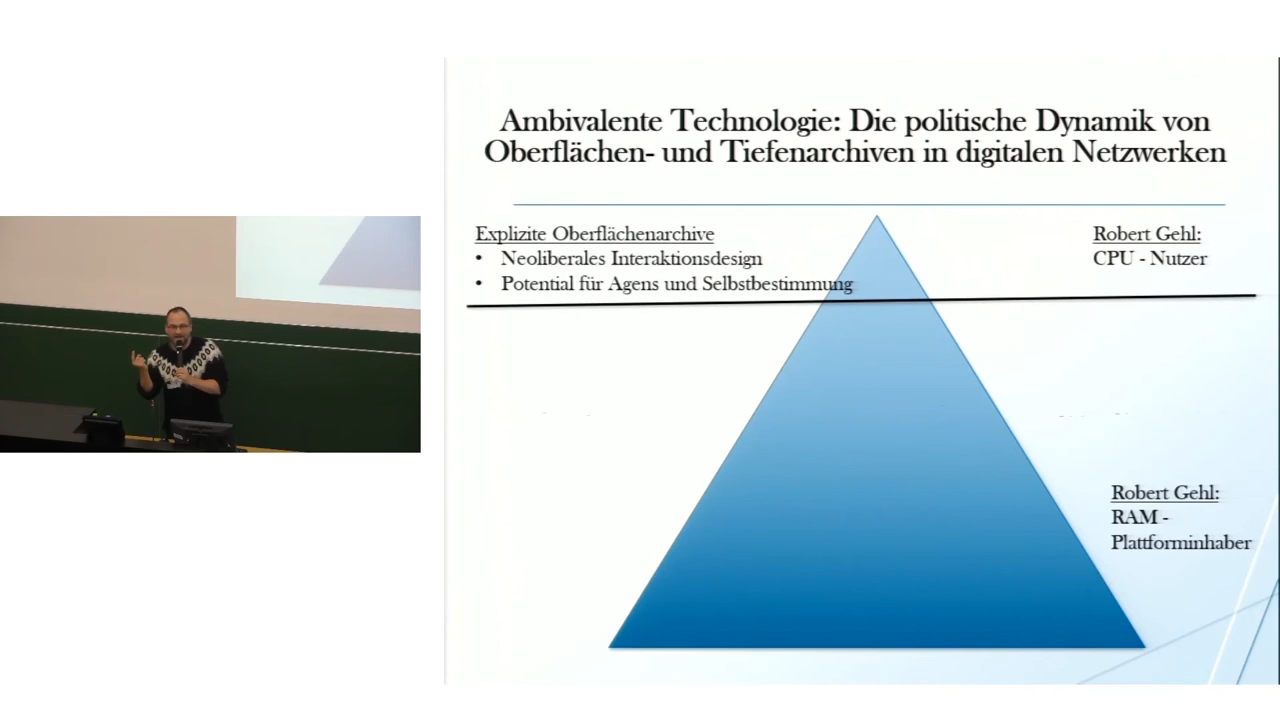 Ambivalente Technologie: Die politische Dynamik von
Oberflächen- und Tiefenarchiven in digitalen Netzwerken
Explizite Oberflächenarchive
• Neoliberales Interaktionsdesign
• Potential für Agens und Selbstbestimmung
Robert Gehl:
CPU - Nutzer
Robert Gehl:
RAM -
Plattforminhaber